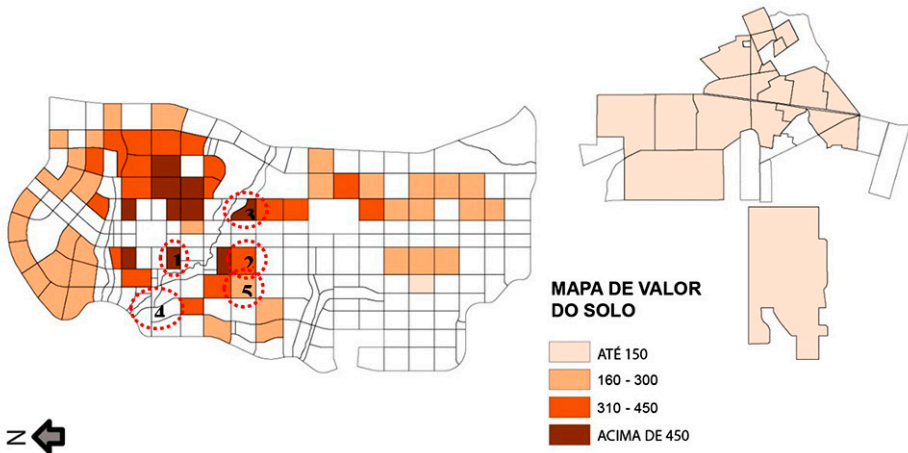 3
1
2
5
4
N
MAPA DE VALOR
DO SOLO
ATÉ 150
160 - 300
310 - 450
ACIMA DE 450